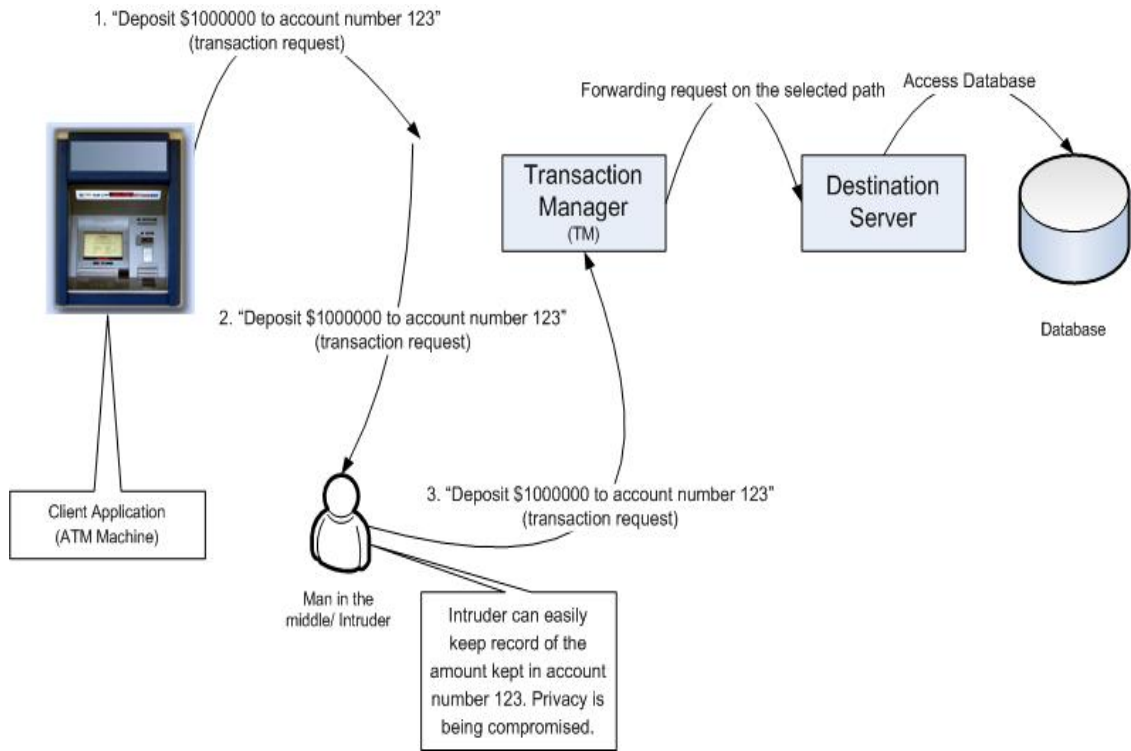 1. “Deposit $1000000 to account number 123”
(transaction request)
Forwarding request on the selected path
Access Database
Transaction
Manager
(TM)
Destination
Server
Database
2. “Deposit $1000000 to account number 123”
(transaction request)
Client Application
(ATM Machine)
3. “Deposit $1000000 to account number 123”
(transaction request)
Man in the
middle/ Intruder
Intruder can easily
keep record of the
amount kept in account
number 123. Privacy is
being compromised.